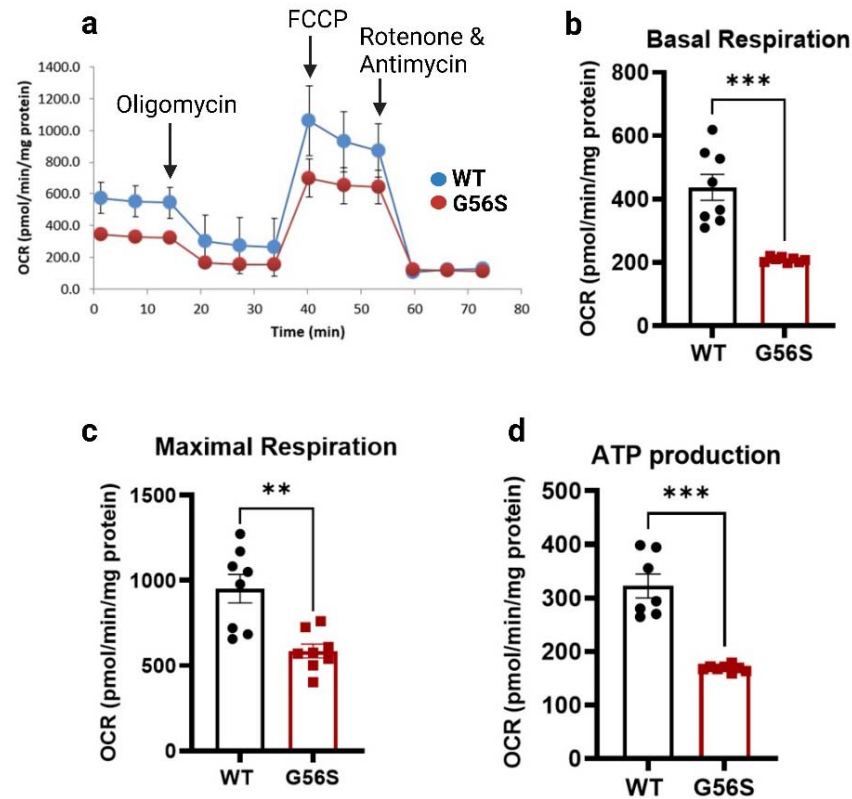 a
FCCP
Rotenone &
Antimycin
Oligomycin
OCR (pmol/min/mg protein)
1400.0
1200.0
1000.0
800.0
600.0
400.0
200.0
0.0
0 10 20 30 40 50 60 70 80
Time (min)
WT
G56S
b
Basal Respiration
OCR (pmol/min/mg protein)
800
600
400
200
0
***
WT G56S
c
Maximal Respiration
OCR (pmol/min/mg protein)
1500
1000
500
0
**
WT G56S
d
ATP production
OCR (pmol/min/mg protein)
500
400
300
200
100
0
***
WT G56S